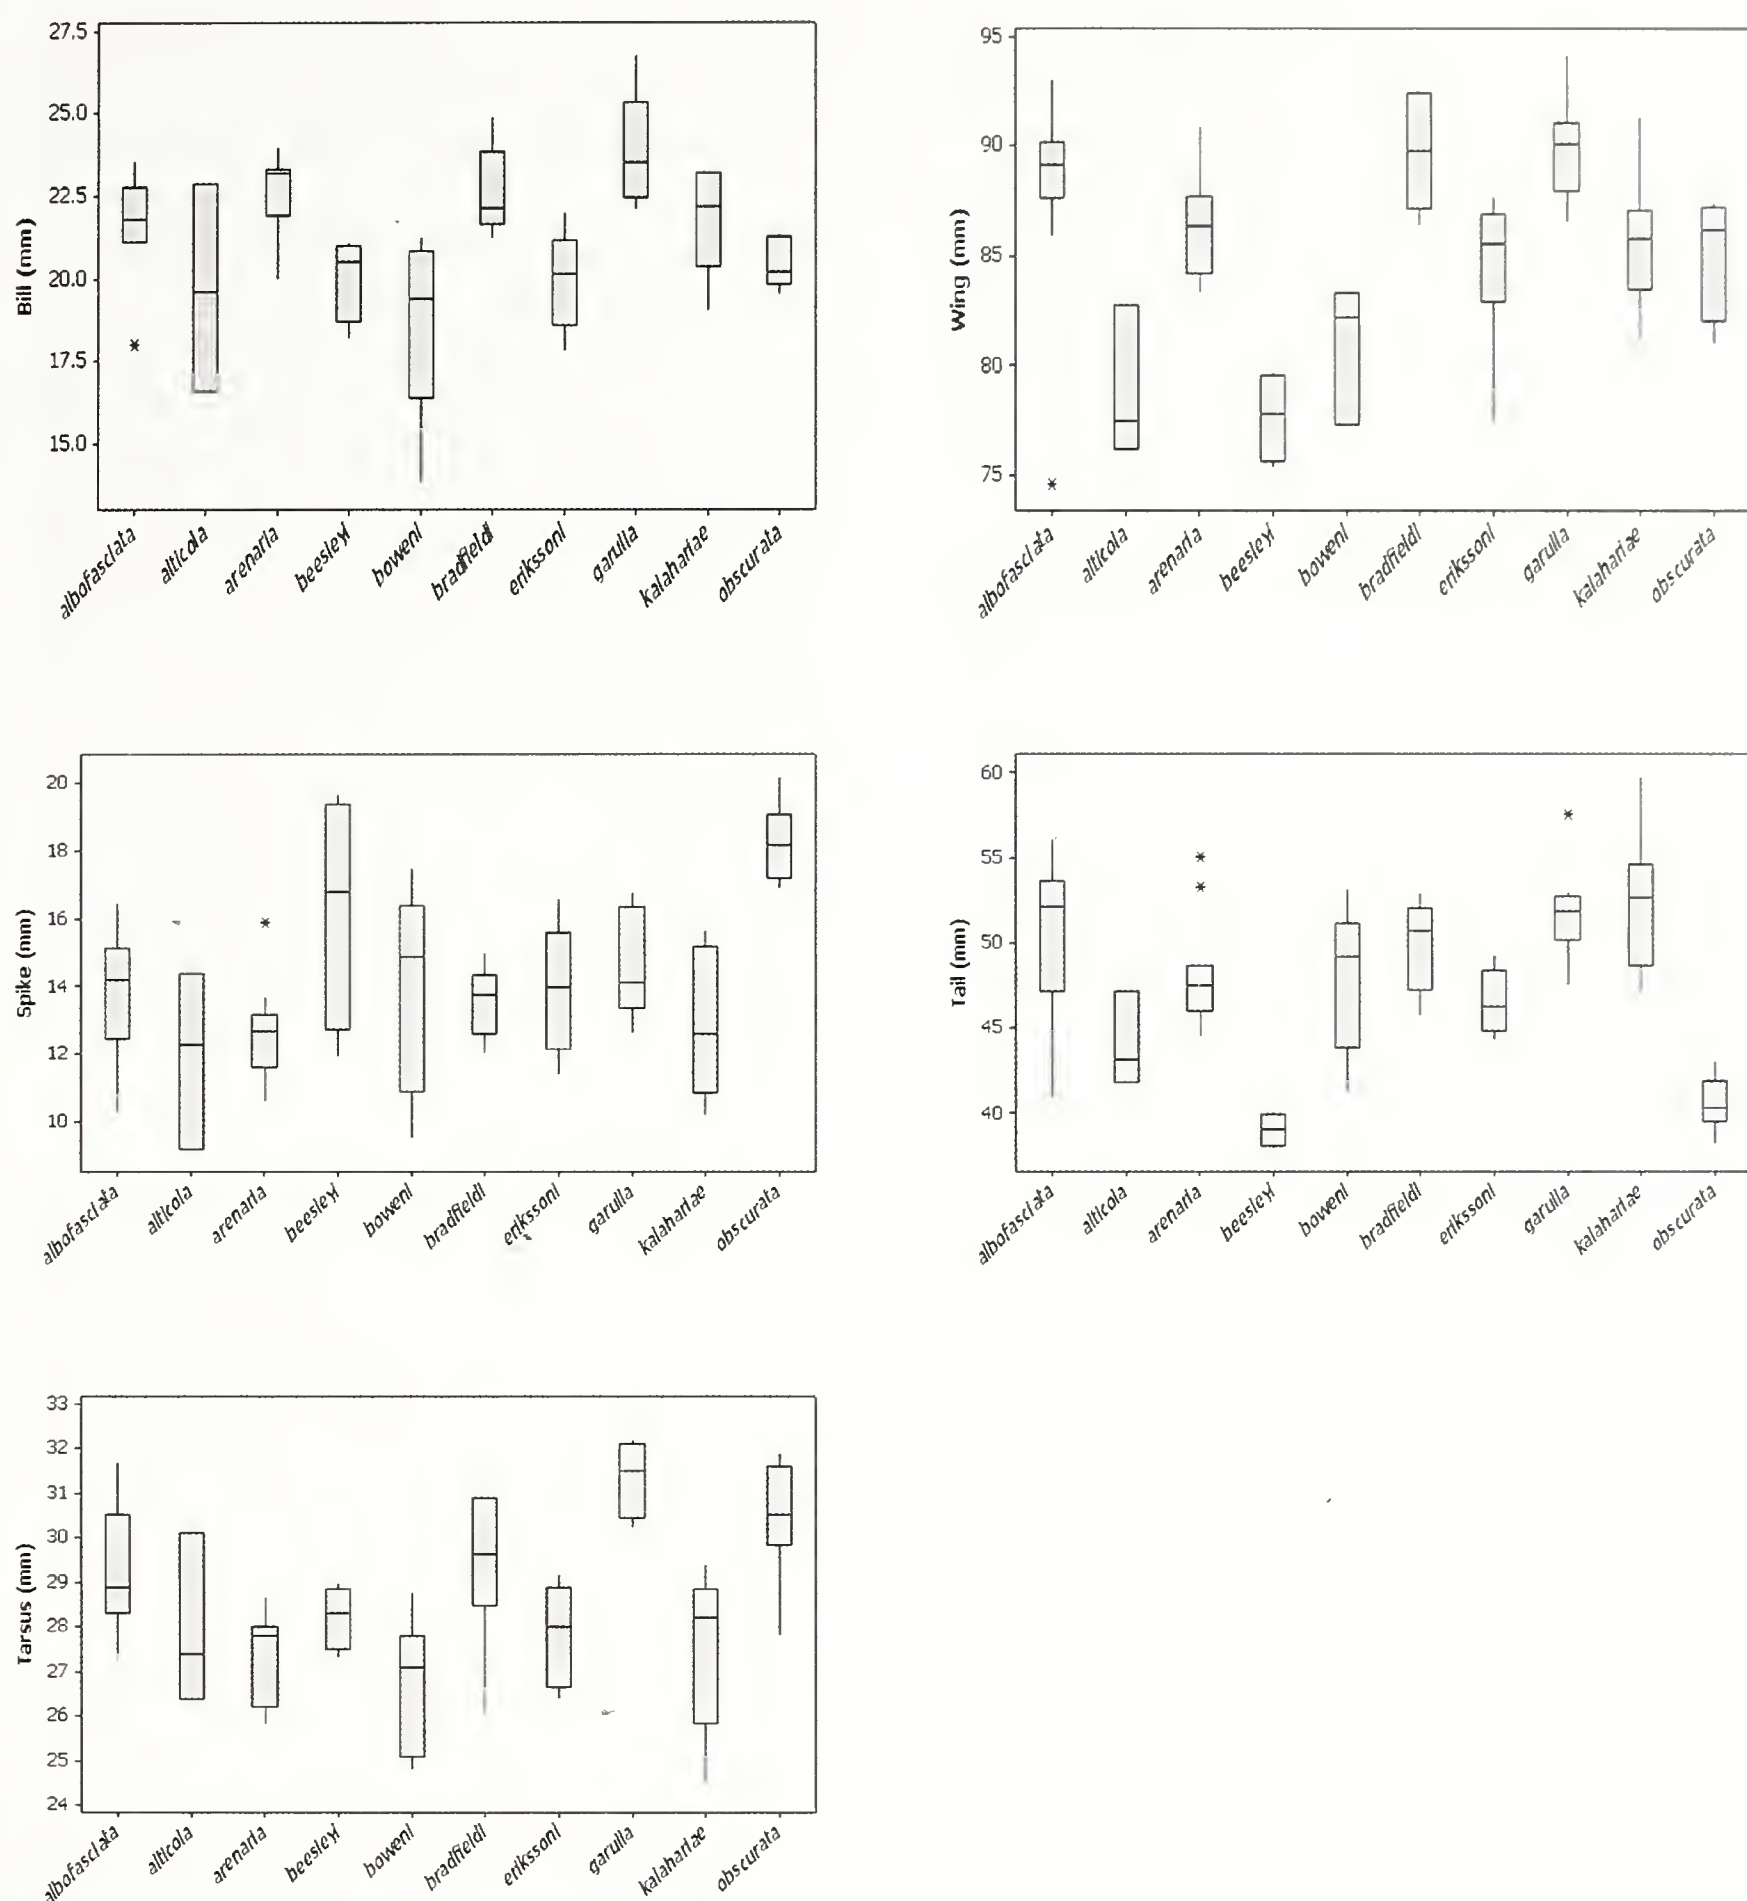 Bill (mm)
27.5
25.0
22.5
20.0
17.5
15.0
albofasciata
alticola
arenaria
beesleyi
boweni
bradfieldi
erikssoni
garulla
kalahariae
obscurata
Wing (mm)
95
90
85
80
75
albofasciata
alticola
arenaria
beesleyi
boweni
bradfieldi
erikssoni
garulla
kalahariae
obscurata
Spike (mm)
20
18
16
14
12
10
albofasciata
alticola
arenaria
beesleyi
boweni
bradfieldi
erikssoni
garulla
kalahariae
obscurata
Tail (mm)
60
55
50
45
40
albofasciata
alticola
arenaria
beesleyi
boweni
bradfieldi
erikssoni
garulla
kalahariae
obscurata
Tarsus (mm)
33
32
31
30
29
28
27
26
25
24
albofasciata
alticola
arenaria
beesleyi
boweni
bradfieldi
erikssoni
garulla
kalahariae
obscurata